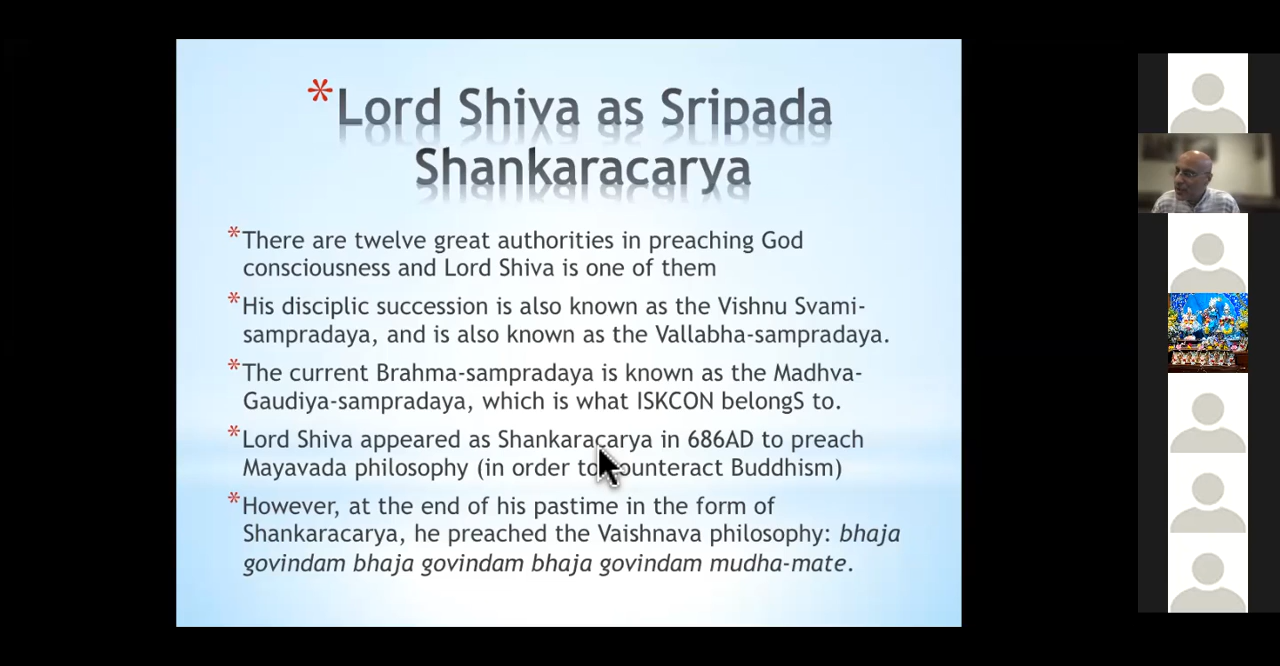 *Lord Shiva as Sripada
Shankaracarya
*There are twelve great authorities in preaching God
consciousness and Lord Shiva is one of them
*His disciplic succession is also known as the Vishnu Svami-
sampradaya, and is also known as the Vallabha-sampradaya.
*The current Brahma-sampradaya is known as the Madhva-
Gaudiya-sampradaya, which is what ISKCON belongS to.
*Lord Shiva appeared as Shankaracarya in 686AD to preach
Mayavada philosophy (in order to counteract Buddhism)
*However, at the end of his pastime in the form of
Shankaracarya, he preached the Vaishnava philosophy: bhaja
govindam bhaja govindam bhaja govindam mudha-mate.